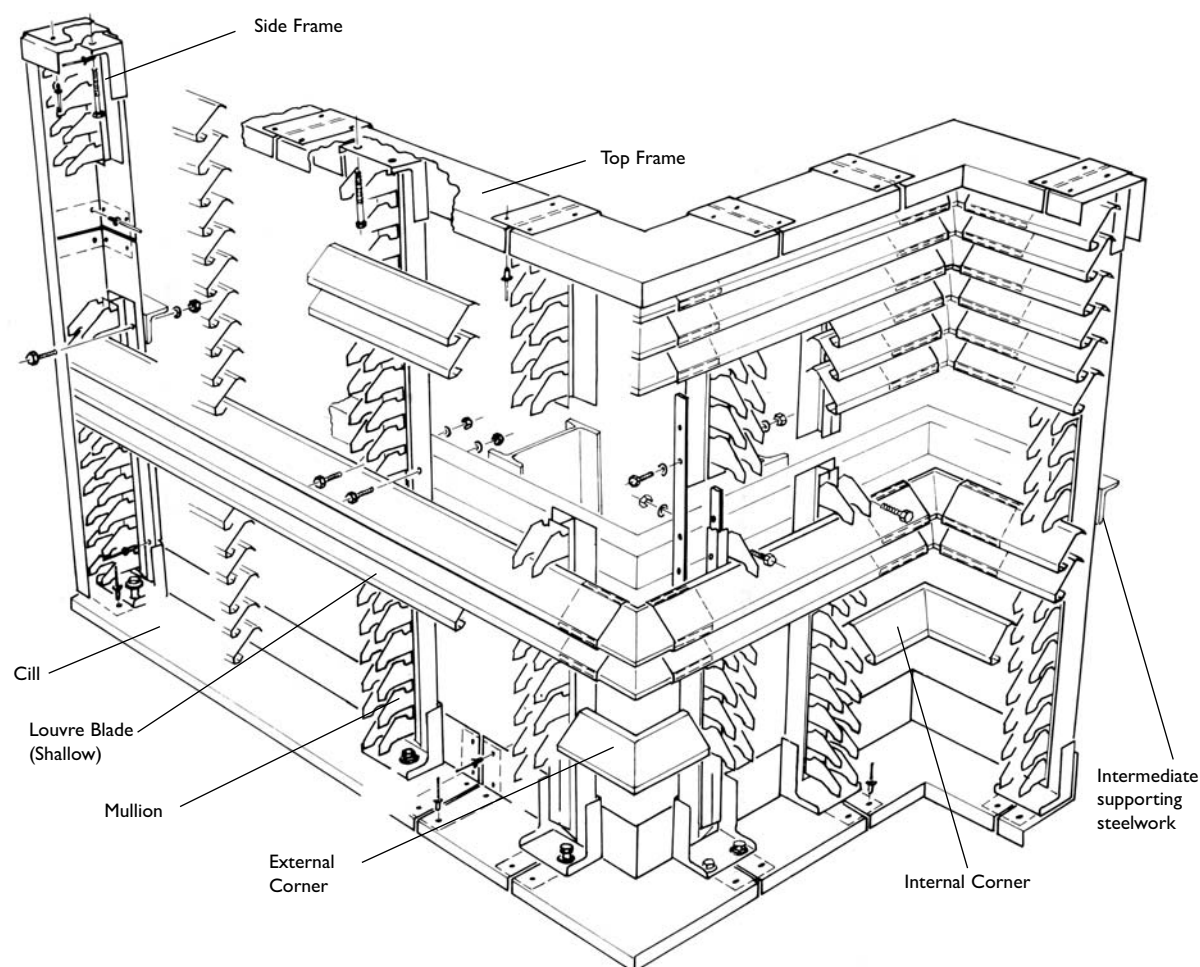 Side Frame
Top Frame
Cill
Louvre Blade
(Shallow)
Mullion
External
Corner
Internal Corner
Intermediate
supporting
steelwork